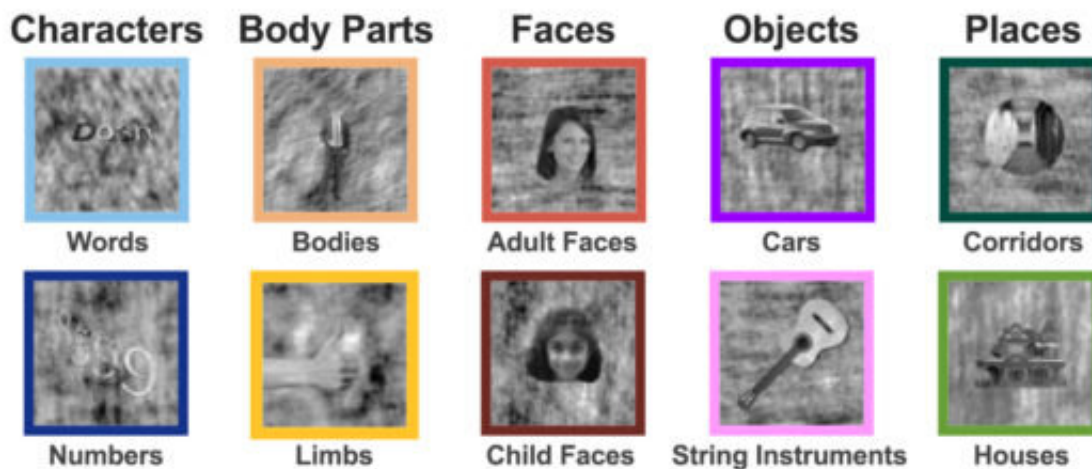 Characters Body Parts Faces Objects Places
Words Bodies Adult Faces Cars Corridors
Numbers Limbs Child Faces String Instruments Houses